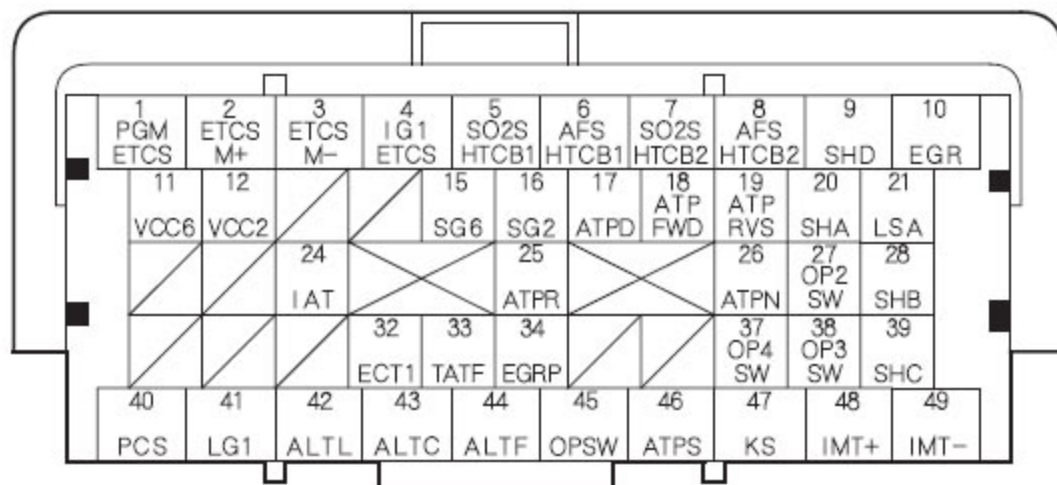 1 2 3 4 5 6 7 8 9 10
PGM ETCS ETCS IG1 SO2S AFS SO2S AFS
ETCS M+ M- ETCS HTCB1 HTCB1 HTCB2 HTCB2 SHD EGR
11 12 15 16 17 18 19 20 21
ATP ATP
VCC6 VCC2 SG6 SG2 ATPD FWD RVS SHA LSA
24 25 26 27 28
OP2
IAT ATPR ATPN SW SHB
32 33 34 37 38 39
OP4 OP3
ECT1 TATF EGRP SW SW SHC
40 41 42 43 44 45 46 47 48 49
PCS LG1 ALTL ALTC ALTF OPSW ATPS KS IMT+ IMT-